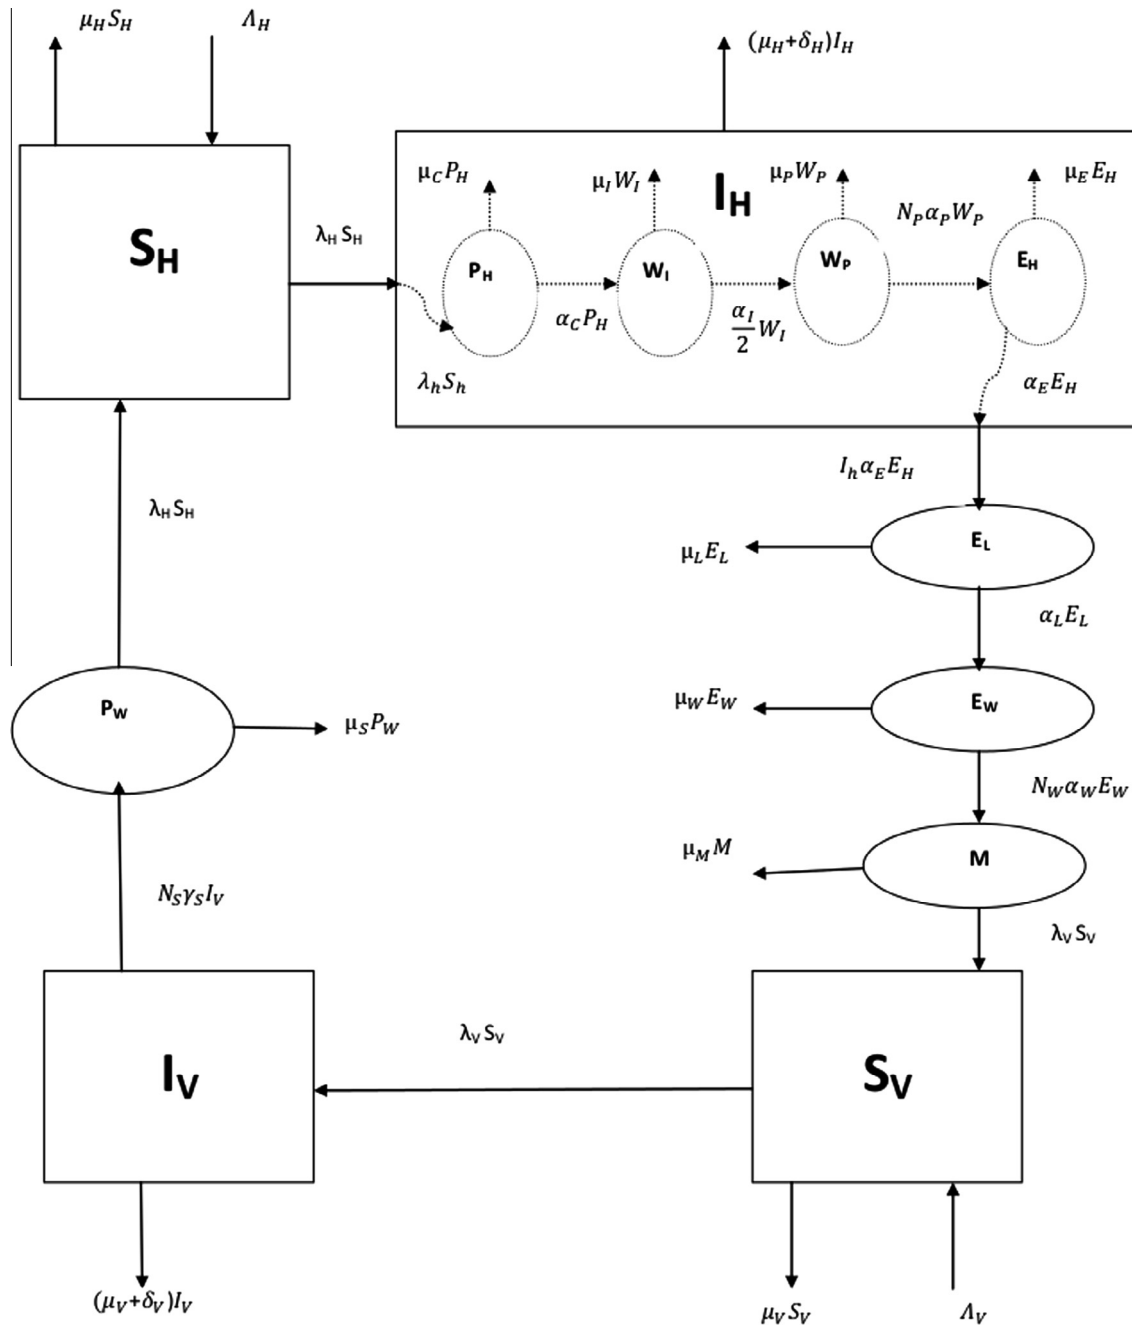 μ_H S_H
Λ_H
(μ_H+δ_H)I_H
S_H
λ_H S_H
I_H
μ_C P_H
μ_I W_I
μ_P W_P
N_P α_P W_P
μ_E E_H
P_H
W_I
W_P
E_H
α_C P_H
α_I/2 W_I
λ_h S_h
α_E E_H
I_h α_E E_H
λ_H S_H
E_L
μ_L E_L
α_L E_L
P_W
μ_S P_W
E_W
μ_W E_W
N_W α_W E_W
M
μ_M M
N_S γ_S I_V
λ_V S_V
I_V
λ_V S_V
S_V
(μ_V+δ_V)I_V
μ_V S_V
Λ_V